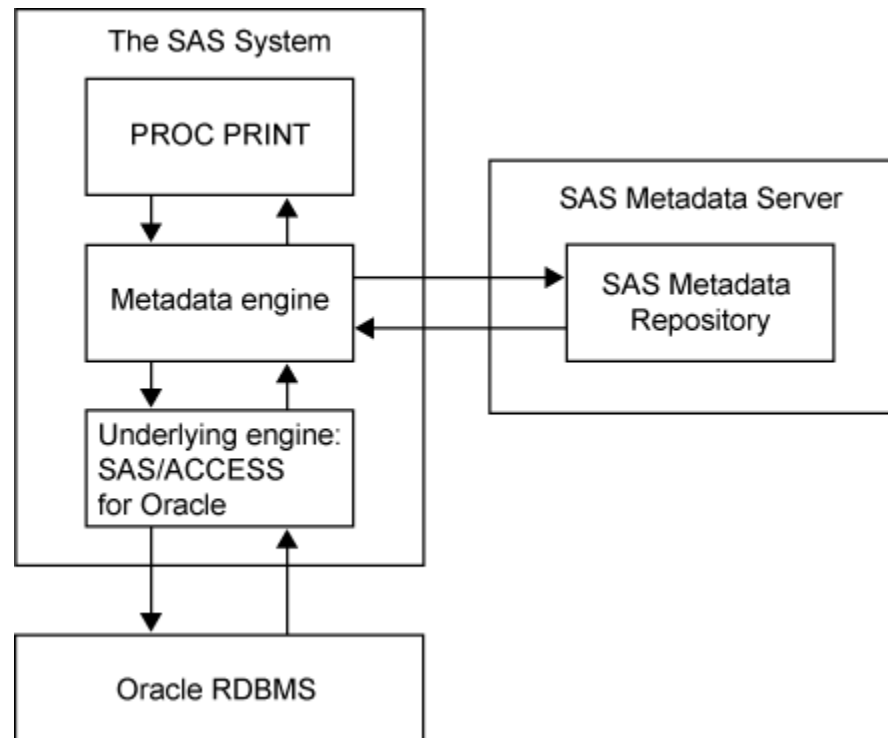 The SAS System
PROC PRINT
Metadata engine
Underlying engine:
SAS/ACCESS
for Oracle
Oracle RDBMS
SAS Metadata Server
SAS Metadata
Repository